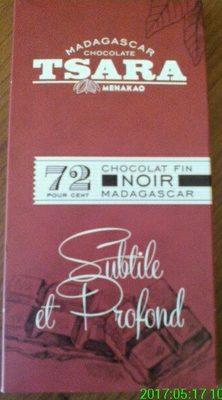 MADAGASCAR
CHOCOLATE
TSARA
MENAKAO
72
POUR CENT
CHOCOLAT FIN
NOIR
MADAGASCAR
Subtile
et Profond
2017:05:17 10